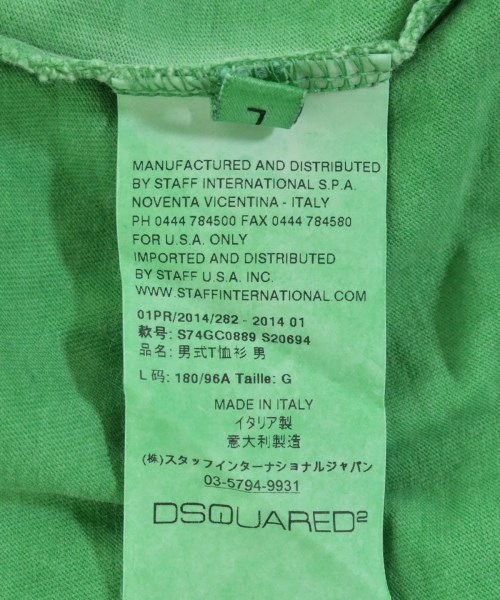 L
MANUFACTURED AND DISTRIBUTED
BY STAFF INTERNATIONAL S.P.A.
NOVENTA VICENTINA - ITALY
PH 0444 784500 FAX 0444 784580
FOR U.S.A. ONLY
IMPORTED AND DISTRIBUTED
BY STAFF U.S.A. INC.
WWW.STAFFINTERNATIONAL.COM
01PR/2014/282 - 2014 01
款号: S74GC0889 S20694
品名: 男式T恤衫 男
L 码: 180/96A Taille: G
MADE IN ITALY
イタリア製
意大利製造
(株)スタッフインターナショナルジャパン
03-5794-9931
DSQUARED²